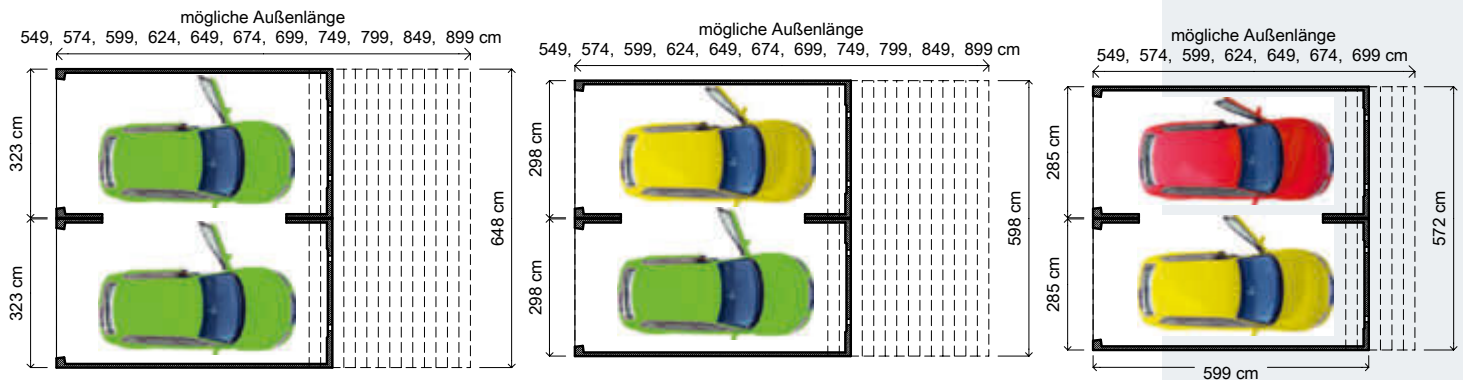 mögliche Außenlänge
549, 574, 599, 624, 649, 674, 699, 749, 799, 849, 899 cm
323 cm
323 cm
648 cm
mögliche Außenlänge
549, 574, 599, 624, 649, 674, 699, 749, 799, 849, 899 cm
298 cm
298 cm
598 cm
mögliche Außenlänge
549, 574, 599, 624, 649, 674, 699 cm
285 cm
285 cm
572 cm
599 cm